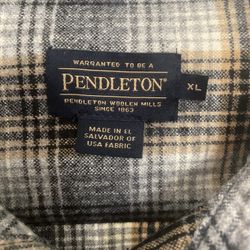 WARRANTED TO BE A
PENDLETON®
PENDLETON WOOLEN MILLS
SINCE 1863
XL
MADE IN EL
SALVADOR OF
USA FABRIC